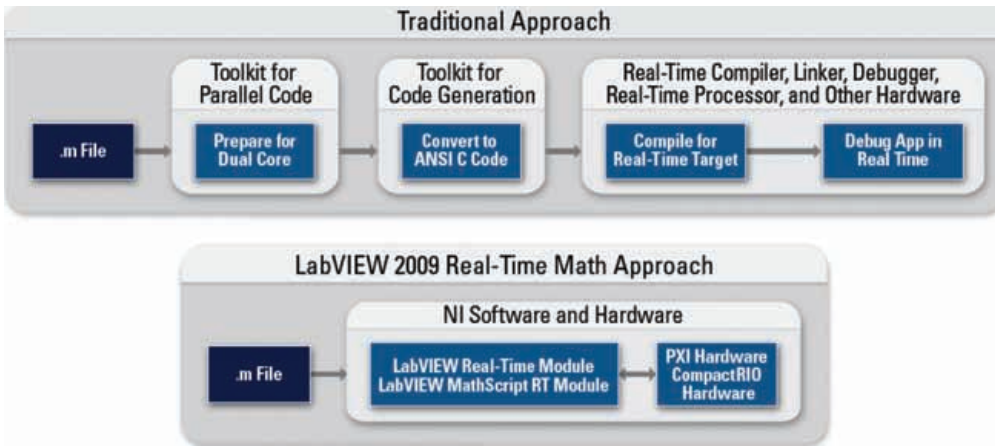 Traditional Approach
Toolkit for
Parallel Code
Toolkit for
Code Generation
Real-Time Compiler, Linker, Debugger,
Real-Time Processor, and Other Hardware
.m File
Prepare for
Dual Core
Convert to
ANSI C Code
Compile for
Real-Time Target
Debug App in
Real Time
LabVIEW 2009 Real-Time Math Approach
NI Software and Hardware
.m File
LabVIEW Real-Time Module
LabVIEW MathScript RT Module
PXI Hardware
CompactRIO
Hardware